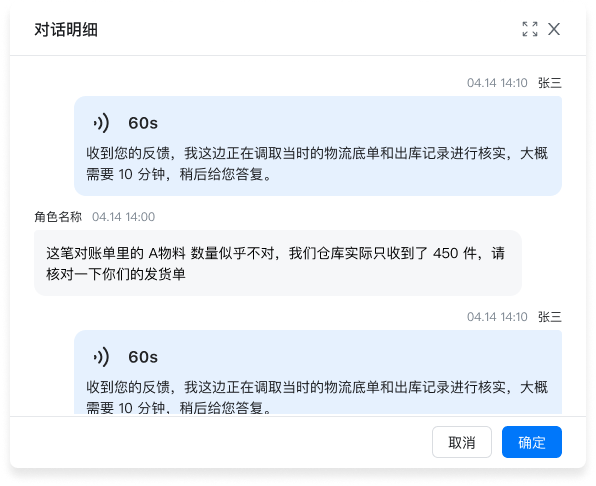 对话明细
04.14 14:10 张三
60s
收到您的反馈，我这边正在调取当时的物流底单和出库记录进行核实，大概
需要 10 分钟，稍后给您答复。
角色名称 04.14 14:00
这笔对账单里的 A物料 数量似乎不对，我们仓库实际只收到了 450 件，请
核对一下你们的发货单
04.14 14:10 张三
60s
收到您的反馈，我这边正在调取当时的物流底单和出库记录进行核实，大概
需要 10 分钟，稍后给您答复。
取消 确定